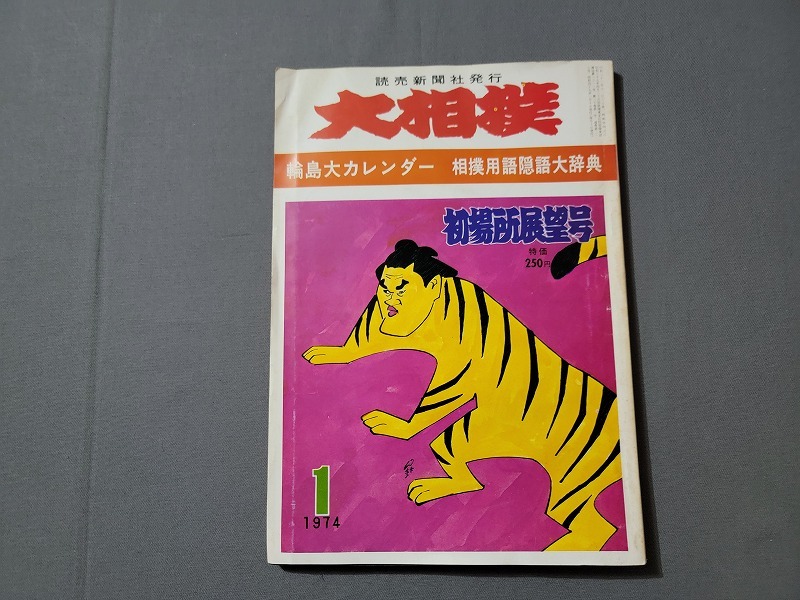 読売新聞社発行
大相撲
輪島大カレンダー 相撲用語隠語大辞典
初場所展望号
特価
250円
1
1974